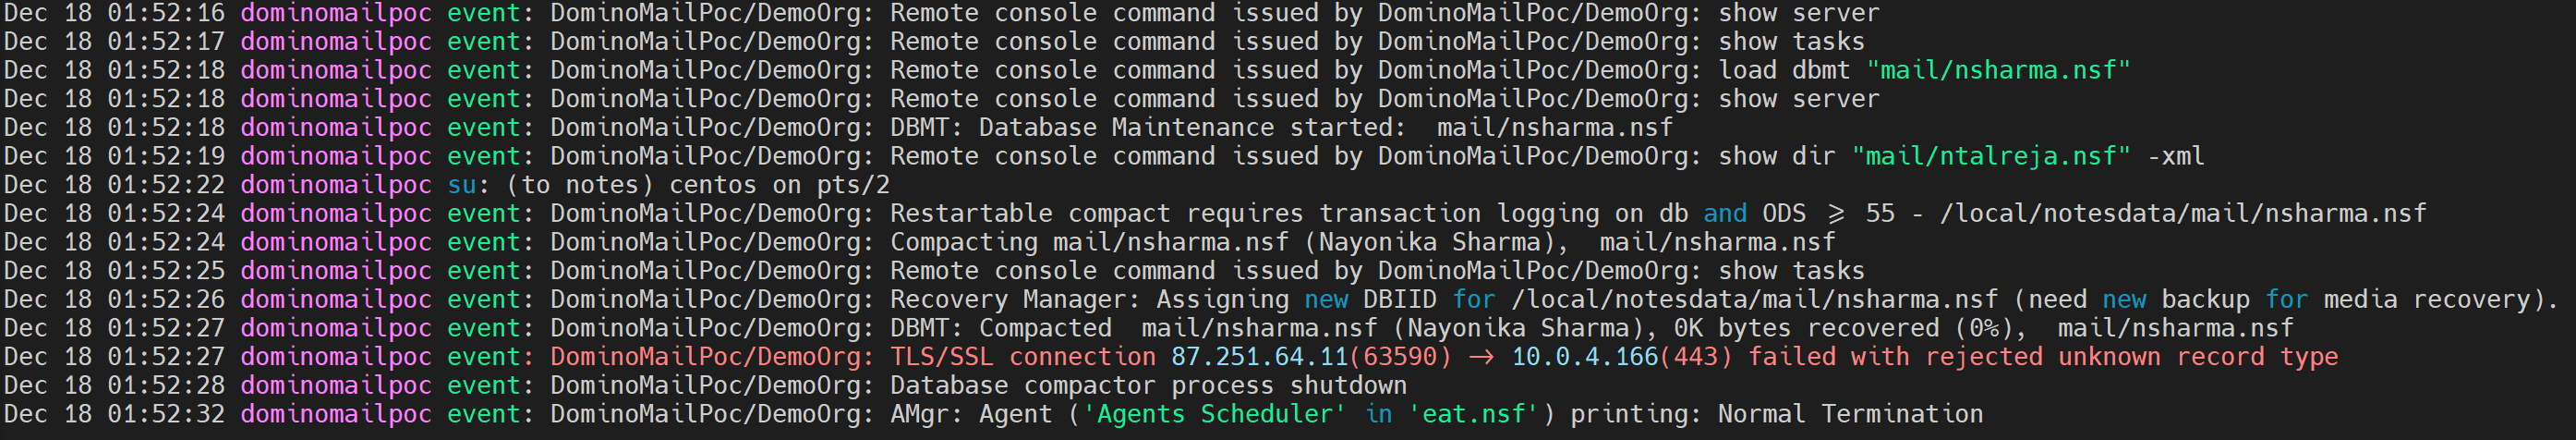 Dec 18 01:52:16 dominomailpoc event: DominoMailPoc/DemoOrg: Remote console command issued by DominoMailPoc/DemoOrg: show server
Dec 18 01:52:17 dominomailpoc event: DominoMailPoc/DemoOrg: Remote console command issued by DominoMailPoc/DemoOrg: show tasks
Dec 18 01:52:18 dominomailpoc event: DominoMailPoc/DemoOrg: Remote console command issued by DominoMailPoc/DemoOrg: load dbmt "mail/nsharma.nsf"
Dec 18 01:52:18 dominomailpoc event: DominoMailPoc/DemoOrg: Remote console command issued by DominoMailPoc/DemoOrg: show server
Dec 18 01:52:18 dominomailpoc event: DominoMailPoc/DemoOrg: DBMT: Database Maintenance started:  mail/nsharma.nsf
Dec 18 01:52:19 dominomailpoc event: DominoMailPoc/DemoOrg: Remote console command issued by DominoMailPoc/DemoOrg: show dir "mail/ntalreja.nsf" -xml
Dec 18 01:52:22 dominomailpoc su: (to notes) centos on pts/2
Dec 18 01:52:24 dominomailpoc event: DominoMailPoc/DemoOrg: Restartable compact requires transaction logging on db and ODS ⩾ 55 - /local/notesdata/mail/nsharma.nsf
Dec 18 01:52:24 dominomailpoc event: DominoMailPoc/DemoOrg: Compacting mail/nsharma.nsf (Nayonika Sharma),  mail/nsharma.nsf
Dec 18 01:52:25 dominomailpoc event: DominoMailPoc/DemoOrg: Remote console command issued by DominoMailPoc/DemoOrg: show tasks
Dec 18 01:52:26 dominomailpoc event: DominoMailPoc/DemoOrg: Recovery Manager: Assigning new DBIID for /local/notesdata/mail/nsharma.nsf (need new backup for media recovery).
Dec 18 01:52:27 dominomailpoc event: DominoMailPoc/DemoOrg: DBMT: Compacted  mail/nsharma.nsf (Nayonika Sharma), 0K bytes recovered (0%),  mail/nsharma.nsf
Dec 18 01:52:27 dominomailpoc event: DominoMailPoc/DemoOrg: TLS/SSL connection 87.251.64.11(63590) → 10.0.4.166(443) failed with rejected unknown record type
Dec 18 01:52:28 dominomailpoc event: DominoMailPoc/DemoOrg: Database compactor process shutdown
Dec 18 01:52:32 dominomailpoc event: DominoMailPoc/DemoOrg: AMgr: Agent ('Agents Scheduler' in 'eat.nsf') printing: Normal Termination